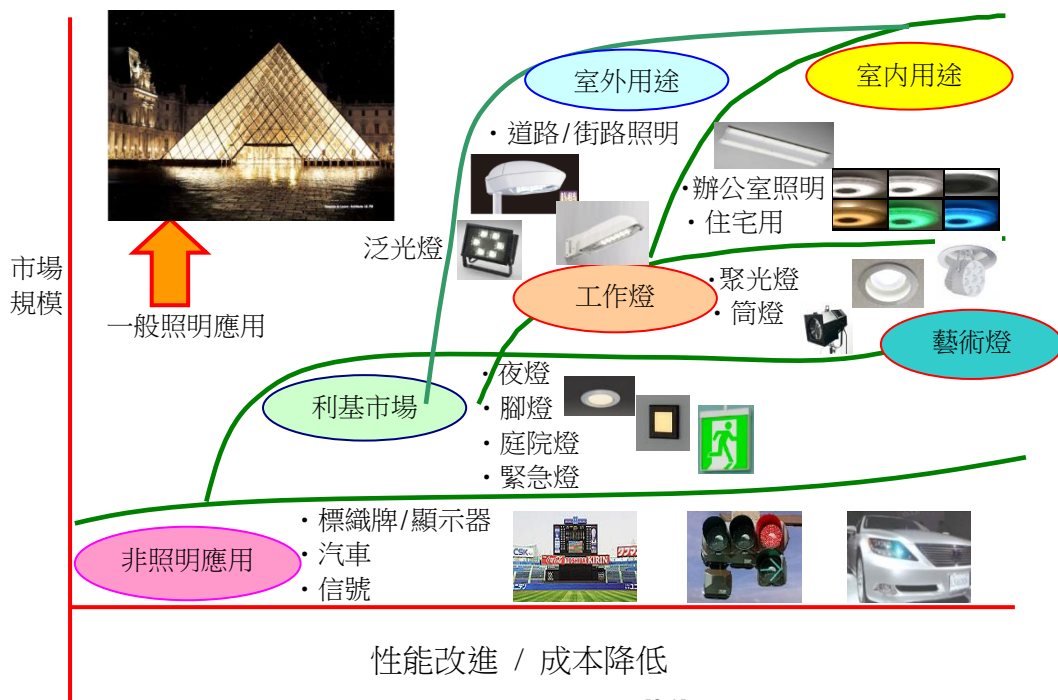 室外用途
室内用途
・道路/街路照明
・辦公室照明
・住宅用
泛光燈
市場
規模
一般照明應用
工作燈
・聚光燈
・筒燈
藝術燈
利基市場
・夜燈
・腳燈
・庭院燈
・緊急燈
非照明應用
・標織牌/顯示器
・汽車
・信號
KIRIN
性能改進 / 成本降低